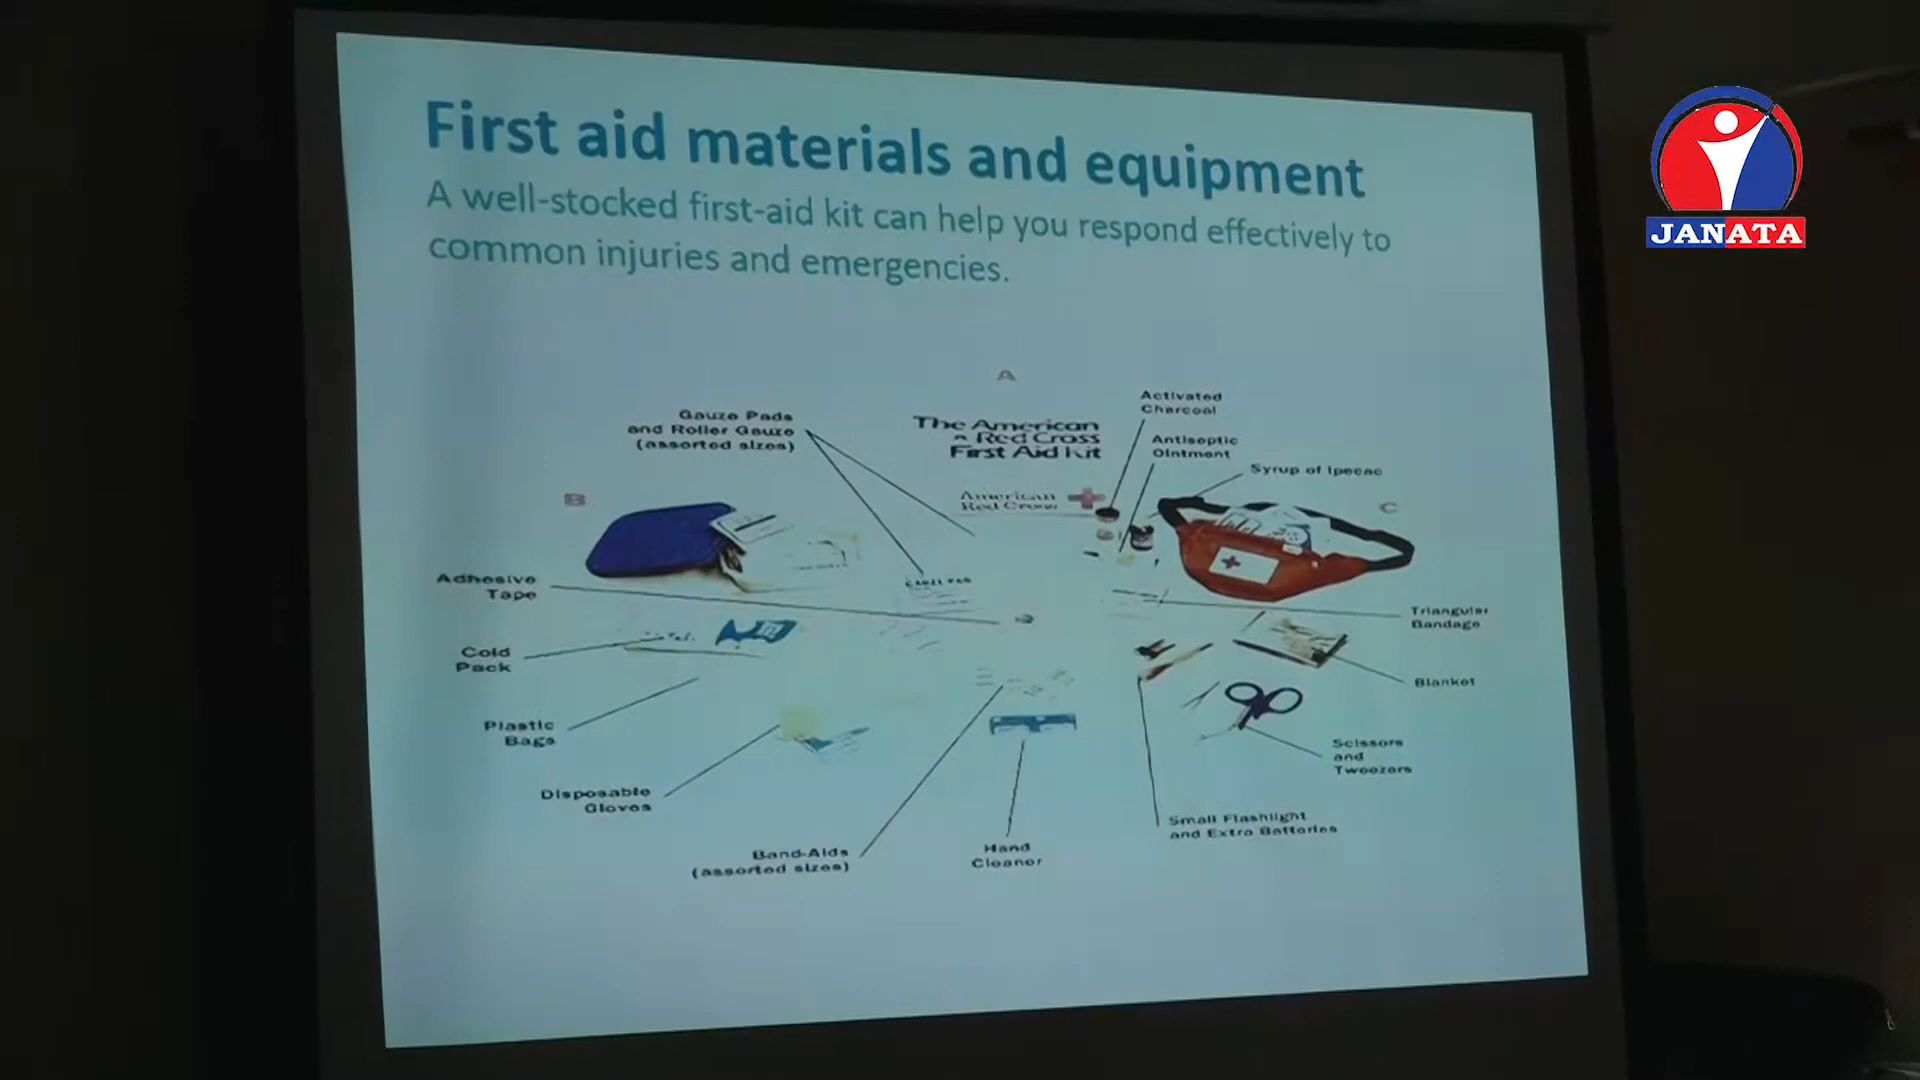 First aid materials and equipment
A well-stocked first-aid kit can help you respond effectively to
common injuries and emergencies.
JANATA
A
Gauze Pads
and Roller Gauze
(assorted sizes)
The American
Red Cross
First Aid Kit
Activated
Charcoal
Antiseptic
Ointment
Syrup of Ipecac
American
Red Cross
B
C
Adhesive
Tape
Cold
Pack
Plastic
Bags
Disposable
Gloves
Band-Aids
(assorted sizes)
Hand
Cleaner
Small Flashlight
and Extra Batteries
Scissors
and
Tweezers
Blanket
Triangular
Bandage